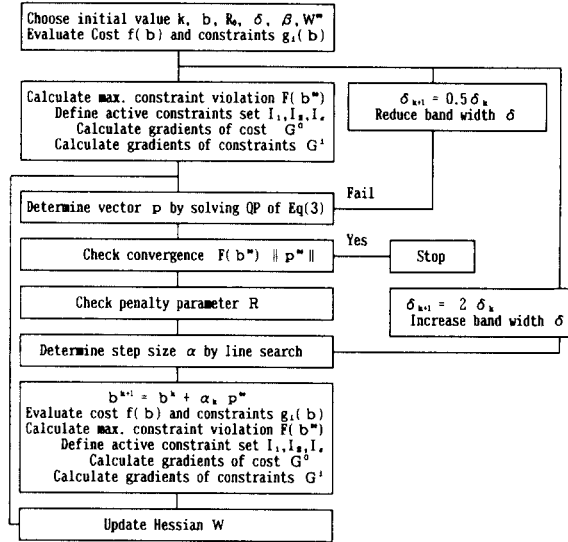 Choose initial value k, b, R₀, δ, β, Wᵐ
Evaluate Cost f(b) and constraints gᵢ(b)
Calculate max. constraint violation F(bᵐ)
Define active constraints set I₁,I₂,Iₑ
Calculate gradients of cost G⁰
Calculate gradients of constraints Gⁱ
δₖ₊₁ = 0.5δₖ
Reduce band width δ
Fail
Determine vector p by solving QP of Eq(3)
Yes
Check convergence F(bᵐ) ‖ pᵐ ‖
Stop
Check penalty parameter R
δₖ₊₁ = 2 δₖ
Increase band width δ
Determine step size α by line search
bᵏ⁺¹ = bᵏ + αₖ pᵐ
Evaluate cost f(b) and constraints gᵢ(b)
Calculate max. constraint violation F(bᵐ)
Define active constraint set I₁,I₂,Iₑ
Calculate gradients of cost G⁰
Calculate gradients of constraints Gⁱ
Update Hessian W